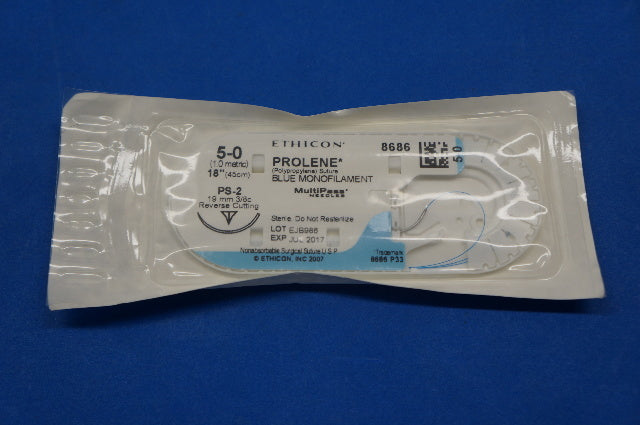 ETHICON*
5-0
(1.0 metric)
18" (45cm)
PROLENE*
(Polypropylene) Suture
BLUE MONOFILAMENT
8686
5-0
PS-2
19 mm 3/8c
Reverse Cutting
MultiPass*
NEEDLES
Sterile. Do Not Resterilize
LOT EJB986
EXP JUL 2017
Nonabsorbable Surgical Suture U.S.P.
© ETHICON, INC 2007
*Trademark
8686 P33